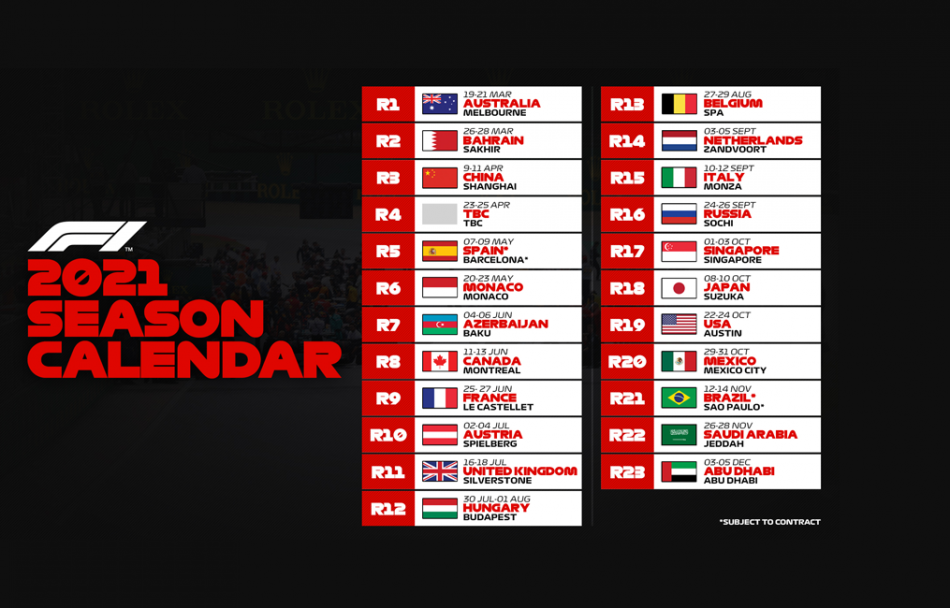 ROLEX
ROLEX
F1™
2021
SEASON
CALENDAR
R1
19-21 MAR
AUSTRALIA
MELBOURNE
R2
26-28 MAR
BAHRAIN
SAKHIR
R3
9-11 APR
CHINA
SHANGHAI
R4
23-25 APR
TBC
TBC
R5
07-09 MAY
SPAIN*
BARCELONA*
R6
20-23 MAY
MONACO
MONACO
R7
04-06 JUN
AZERBAIJAN
BAKU
R8
11-13 JUN
CANADA
MONTREAL
R9
25- 27 JUN
FRANCE
LE CASTELLET
R10
02-04 JUL
AUSTRIA
SPIELBERG
R11
16-18 JUL
UNITED KINGDOM
SILVERSTONE
R12
30 JUL-01 AUG
HUNGARY
BUDAPEST
R13
27-29 AUG
BELGIUM
SPA
R14
03-05 SEPT
NETHERLANDS
ZANDVOORT
R15
10-12 SEPT
ITALY
MONZA
R16
24-26 SEPT
RUSSIA
SOCHI
R17
01-03 OCT
SINGAPORE
SINGAPORE
R18
08-10 OCT
JAPAN
SUZUKA
R19
22-24 OCT
USA
AUSTIN
R20
29-31 OCT
MEXICO
MEXICO CITY
R21
12-14 NOV
BRAZIL*
SAO PAULO*
R22
26-28 NOV
SAUDI ARABIA
JEDDAH
R23
03-05 DEC
ABU DHABI
ABU DHABI
*SUBJECT TO CONTRACT